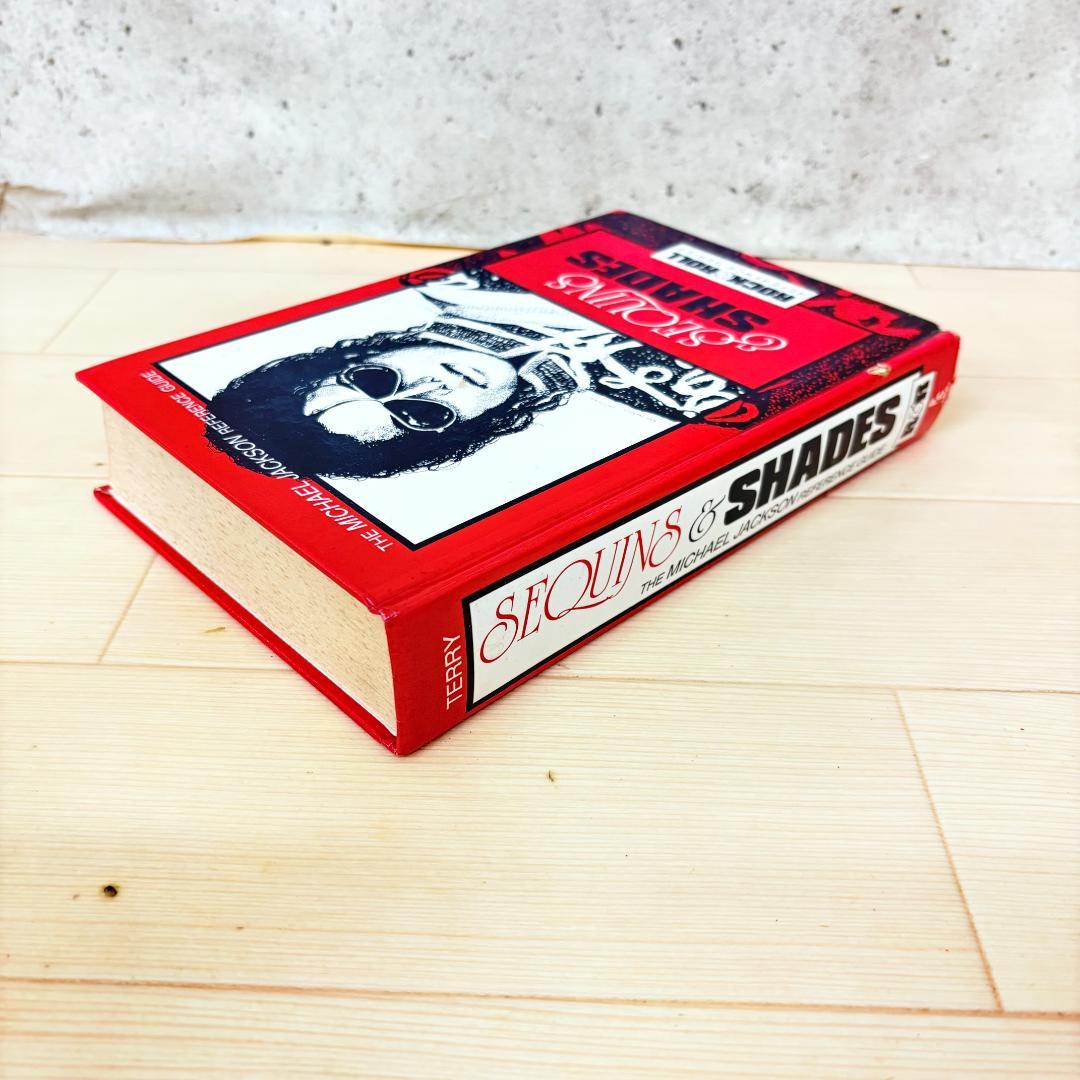 ROCK & ROLL
SEQUINS &
SHADES
THE MICHAEL JACKSON REFERENCE GUIDE
TERRY
SEQUINS & SHADES
THE MICHAEL JACKSON REFERENCE GUIDE